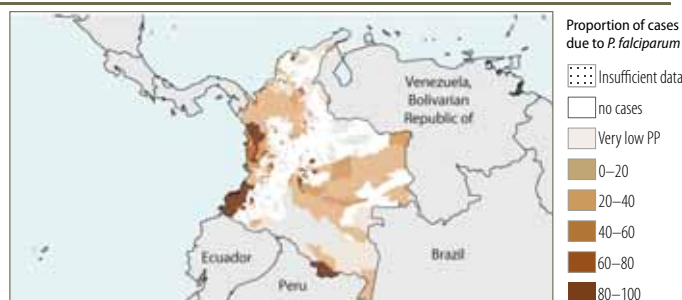 Proportion of cases
due to P. falciparum
Insufficient data
no cases
Very low PP
0–20
20–40
40–60
60–80
80–100
Venezuela,
Bolivarian
Republic of
Ecuador
Peru
Brazil